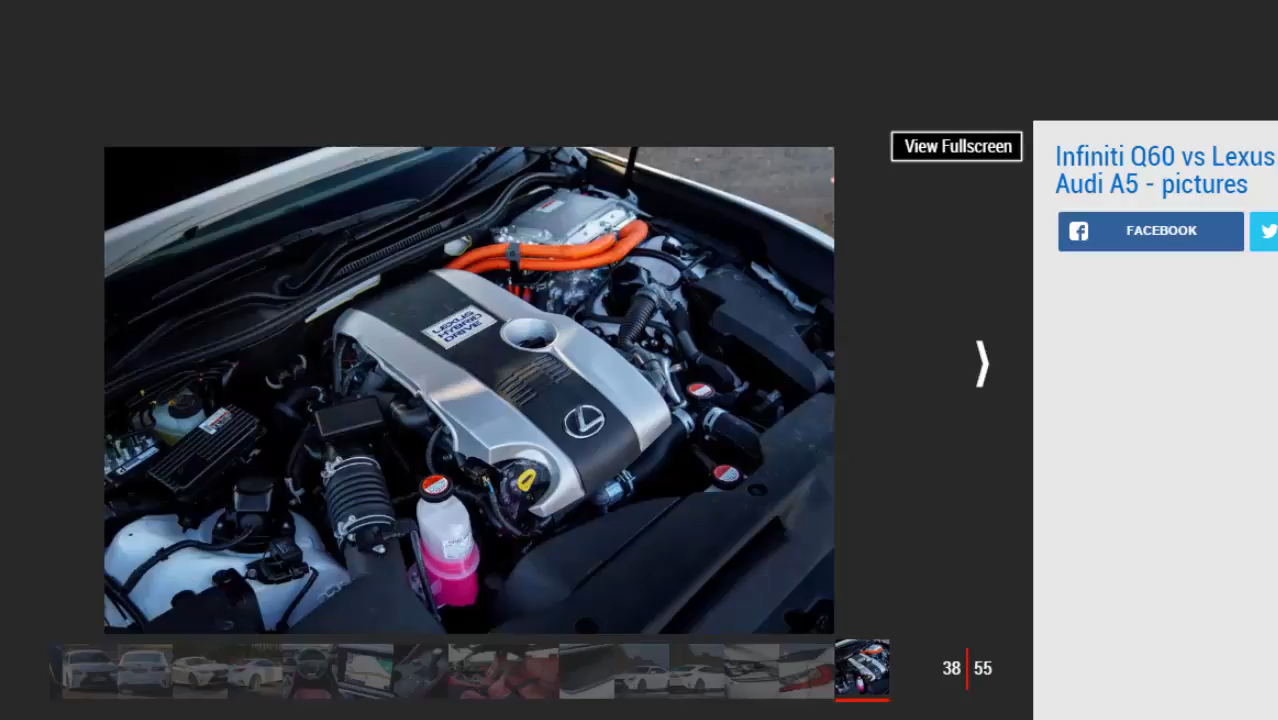 View Fullscreen
Infiniti Q60 vs Lexus
Audi A5 - pictures
FACEBOOK
LEXUS
HYBRID
DRIVE
38 55